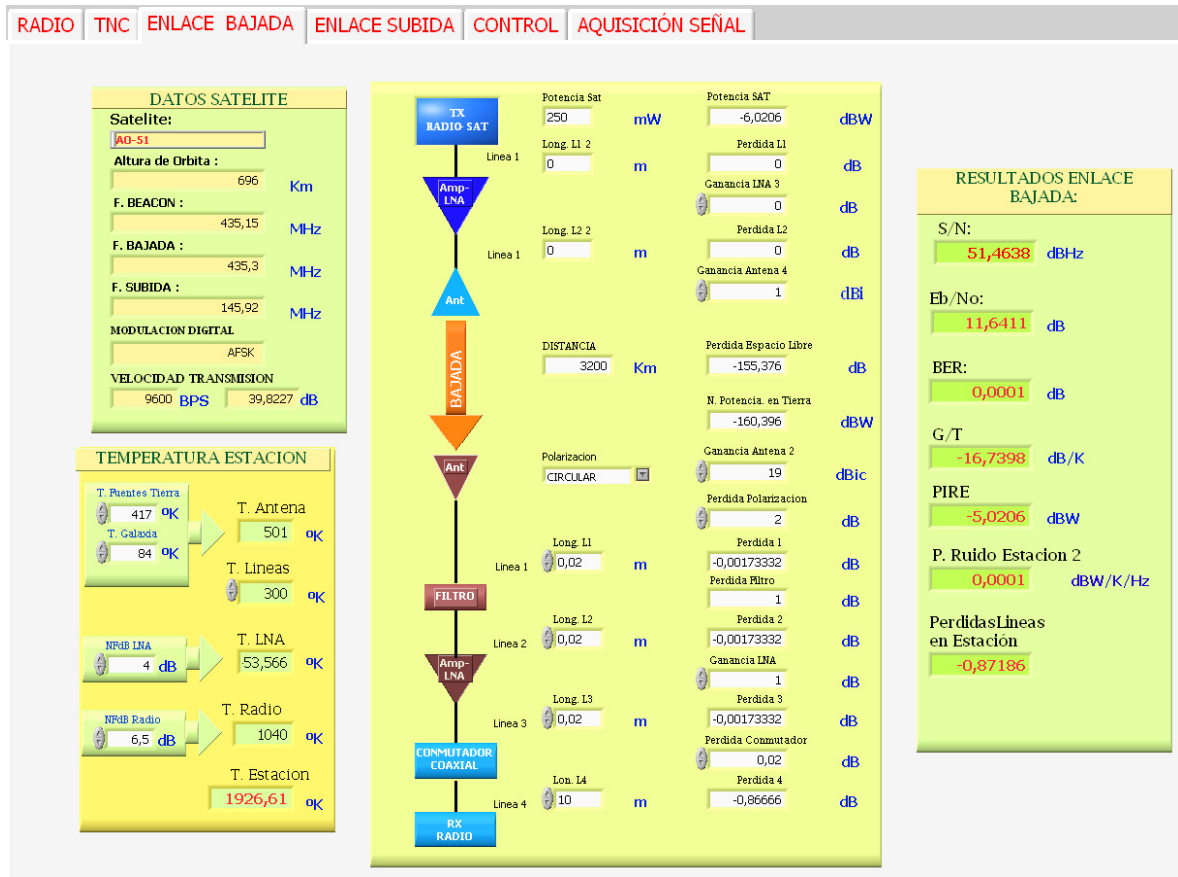 RADIO TNC ENLACE BAJADA ENLACE SUBIDA CONTROL AQUISICIÓN SEÑAL
DATOS SATELITE
Satelite:
AO-51
Altura de Orbita :
696 Km
F. BEACON :
435,15 MHz
F. BAJADA :
435,3 MHz
F. SUBIDA :
145,92 MHz
MODULACION DIGITAL
AFSK
VELOCIDAD TRANSMISION
9600 BPS 39,8227 dB
TEMPERATURA ESTACION
T. Fuentes Tierra
417 ºK
T. Galaxia
84 ºK
T. Antena
501 ºK
T. Lineas
300 ºK
NFdB LNA
4 dB
T. LNA
53,566 ºK
NFdB Radio
6,5 dB
T. Radio
1040 ºK
T. Estacion
1926,61 ºK
TX
RADIO-SAT
Potencia Sat
250 mW
Potencia SAT
-6,0206 dBW
Linea 1
Long. L1 2
0 m
Perdida L1
0 dB
Amp-
LNA
Ganancia LNA 3
0 dB
Linea 1
Long. L2 2
0 m
Perdida L2
0 dB
Ant
Ganancia Antena 4
1 dBi
BAJADA
DISTANCIA
3200 Km
Perdida Espacio Libre
-155,376 dB
N. Potencia. en Tierra
-160,396 dBW
Ant
Polarizacion
CIRCULAR
Ganancia Antena 2
19 dBic
Perdida Polarizacion
2 dB
Linea 1
Long. L1
0,02 m
Perdida 1
-0,00173332 dB
FILTRO
Perdida Filtro
1 dB
Linea 2
Long. L2
0,02 m
Perdida 2
-0,00173332 dB
Amp-
LNA
Ganancia LNA
1 dB
Linea 3
Long. L3
0,02 m
Perdida 3
-0,00173332 dB
CONMUTADOR
COAXIAL
Perdida Conmutador
0,02 dB
Linea 4
Lon. L4
10 m
Perdida 4
-0,86666 dB
RX
RADIO
RESULTADOS ENLACE
BAJADA:
S/N:
51,4638 dBHz
Eb/No:
11,6411 dB
BER:
0,0001 dB
G/T
-16,7398 dB/K
PIRE
-5,0206 dBW
P. Ruido Estacion 2
0,0001 dBW/K/Hz
PerdidasLineas
en Estación
-0,87186